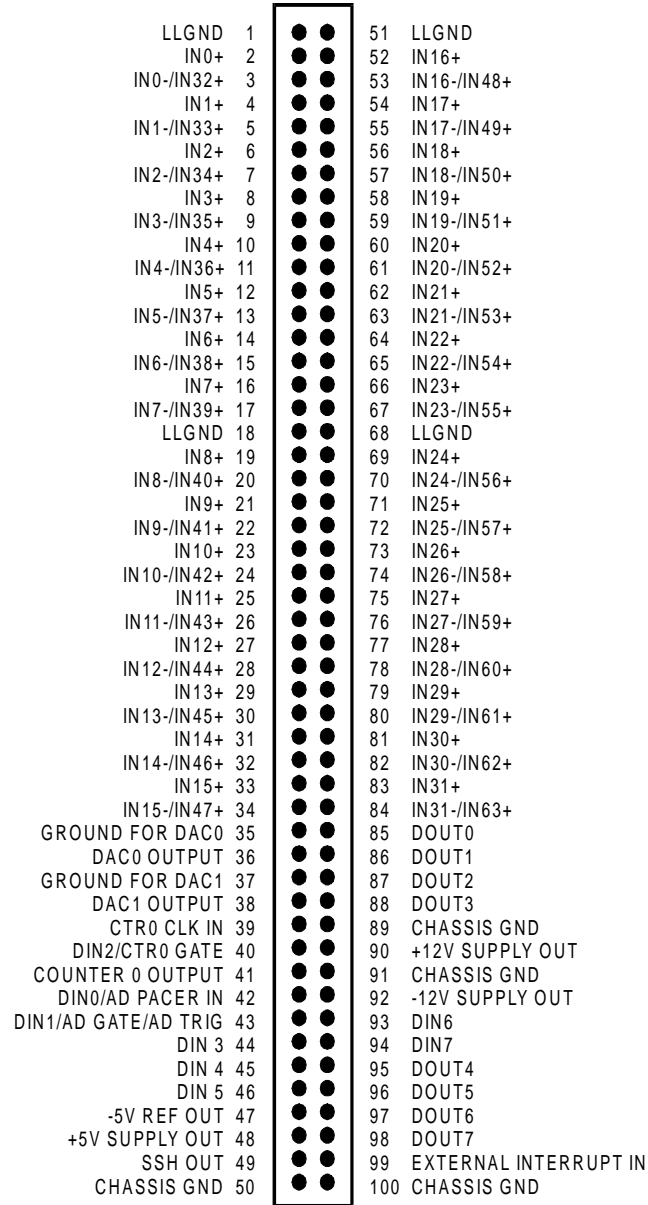 LLGND 1 51 LLGND
IN0+ 2 52 IN16+
IN0-/IN32+ 3 53 IN16-/IN48+
IN1+ 4 54 IN17+
IN1-/IN33+ 5 55 IN17-/IN49+
IN2+ 6 56 IN18+
IN2-/IN34+ 7 57 IN18-/IN50+
IN3+ 8 58 IN19+
IN3-/IN35+ 9 59 IN19-/IN51+
IN4+ 10 60 IN20+
IN4-/IN36+ 11 61 IN20-/IN52+
IN5+ 12 62 IN21+
IN5-/IN37+ 13 63 IN21-/IN53+
IN6+ 14 64 IN22+
IN6-/IN38+ 15 65 IN22-/IN54+
IN7+ 16 66 IN23+
IN7-/IN39+ 17 67 IN23-/IN55+
LLGND 18 68 LLGND
IN8+ 19 69 IN24+
IN8-/IN40+ 20 70 IN24-/IN56+
IN9+ 21 71 IN25+
IN9-/IN41+ 22 72 IN25-/IN57+
IN10+ 23 73 IN26+
IN10-/IN42+ 24 74 IN26-/IN58+
IN11+ 25 75 IN27+
IN11-/IN43+ 26 76 IN27-/IN59+
IN12+ 27 77 IN28+
IN12-/IN44+ 28 78 IN28-/IN60+
IN13+ 29 79 IN29+
IN13-/IN45+ 30 80 IN29-/IN61+
IN14+ 31 81 IN30+
IN14-/IN46+ 32 82 IN30-/IN62+
IN15+ 33 83 IN31+
IN15-/IN47+ 34 84 IN31-/IN63+
GROUND FOR DAC0 35 85 DOUT0
DAC0 OUTPUT 36 86 DOUT1
GROUND FOR DAC1 37 87 DOUT2
DAC1 OUTPUT 38 88 DOUT3
CTR0 CLK IN 39 89 CHASSIS GND
DIN2/CTR0 GATE 40 90 +12V SUPPLY OUT
COUNTER 0 OUTPUT 41 91 CHASSIS GND
DIN0/AD PACER IN 42 92 -12V SUPPLY OUT
DIN1/AD GATE/AD TRIG 43 93 DIN6
DIN 3 44 94 DIN7
DIN 4 45 95 DOUT4
DIN 5 46 96 DOUT5
-5V REF OUT 47 97 DOUT6
+5V SUPPLY OUT 48 98 DOUT7
SSH OUT 49 99 EXTERNAL INTERRUPT IN
CHASSIS GND 50 100 CHASSIS GND